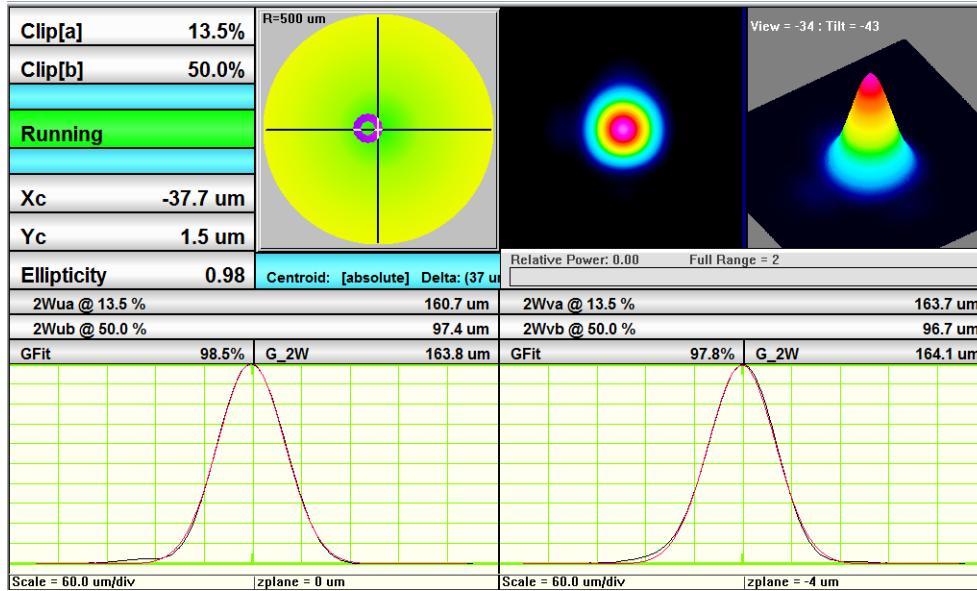 Clip[a] 13.5%
Clip[b] 50.0%
Running
Xc -37.7 um
Yc 1.5 um
Ellipticity 0.98
R=500 um
View = -34 : Tilt = -43
Centroid: [absolute] Delta: (37 u
Relative Power: 0.00 Full Range = 2
2Wua @ 13.5 % 160.7 um
2Wub @ 50.0 % 97.4 um
GFit 98.5% G_2W 163.8 um
2Wva @ 13.5 % 163.7 um
2Wvb @ 50.0 % 96.7 um
GFit 97.8% G_2W 164.1 um
Scale = 60.0 um/div zplane = 0 um
Scale = 60.0 um/div zplane = -4 um